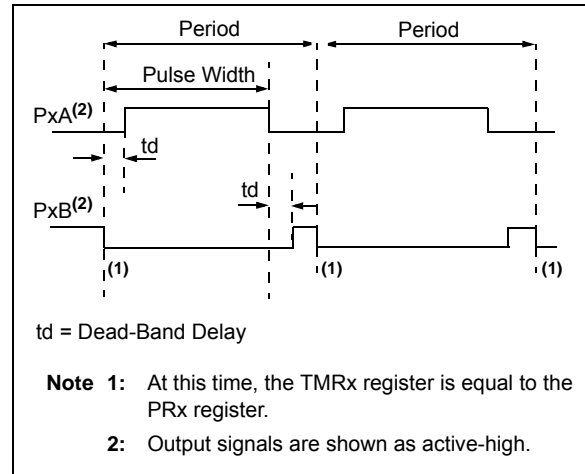 Period Period
Pulse Width
PxA(2)
td
td
PxB(2)
(1) (1) (1)
td = Dead-Band Delay
Note 1: At this time, the TMRx register is equal to the
PRx register.
2: Output signals are shown as active-high.